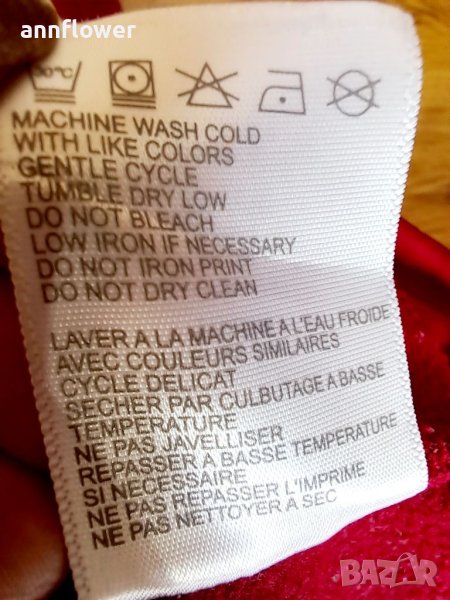 annflower
30°C
MACHINE WASH COLD
WITH LIKE COLORS
GENTLE CYCLE
TUMBLE DRY LOW
DO NOT BLEACH
LOW IRON IF NECESSARY
DO NOT IRON PRINT
DO NOT DRY CLEAN
LAVER A LA MACHINE A L'EAU FROIDE
AVEC COULEURS SIMILAIRES
CYCLE DELICAT
SECHER PAR CULBUTAGE A BASSE
TEMPERATURE
NE PAS JAVELLISER
REPASSER A BASSE TEMPERATURE
SI NECESSAIRE
NE PAS REPASSER L'IMPRIME
NE PAS NETTOYER A SEC
BAZAR